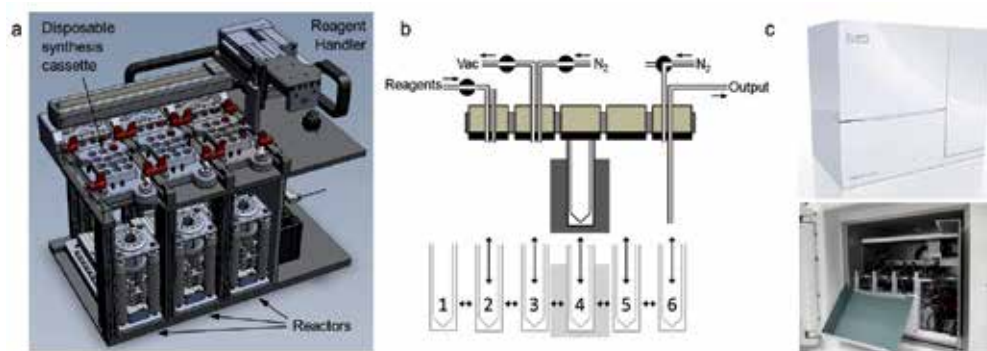 a
Disposable
synthesis
cassette
Reagent
Handler
Reactors
b
Vac
N₂
N₂
Reagents
Output
1
2
3
4
5
6
c